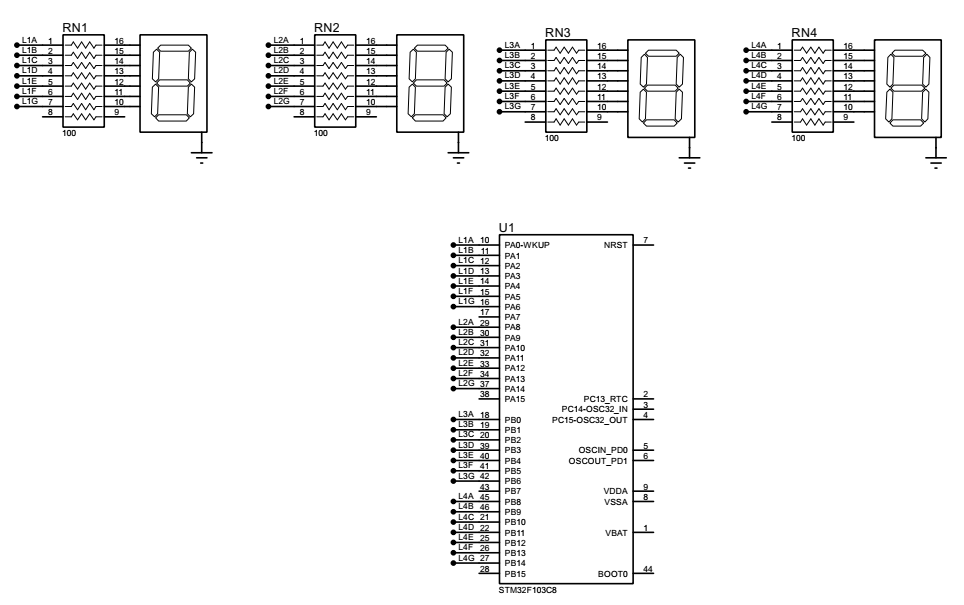 RN1
L1A 1 16
L1B 2 15
L1C 3 14
L1D 4 13
L1E 5 12
L1F 6 11
L1G 7 10
8 9
100
RN2
L2A 1 16
L2B 2 15
L2C 3 14
L2D 4 13
L2E 5 12
L2F 6 11
L2G 7 10
8 9
100
RN3
L3A 1 16
L3B 2 15
L3C 3 14
L3D 4 13
L3E 5 12
L3F 6 11
L3G 7 10
8 9
100
RN4
L4A 1 16
L4B 2 15
L4C 3 14
L4D 4 13
L4E 5 12
L4F 6 11
L4G 7 10
8 9
100
U1
L1A 10 PA0-WKUP NRST 7
L1B 11 PA1
L1C 12 PA2
L1D 13 PA3
L1E 14 PA4
L1F 15 PA5
L1G 16 PA6
17 PA7
L2A 29 PA8
L2B 30 PA9
L2C 31 PA10
L2D 32 PA11
L2E 33 PA12
L2F 34 PA13
L2G 37 PA14
38 PA15 PC13_RTC 2
PC14-OSC32_IN 3
L3A 18 PB0 PC15-OSC32_OUT 4
L3B 19 PB1
L3C 20 PB2
L3D 39 PB3 OSCIN_PD0 5
L3E 40 PB4 OSCOUT_PD1 6
L3F 41 PB5
L3G 42 PB6
43 PB7 VDDA 9
L4A 45 PB8 VSSA 8
L4B 46 PB9
L4C 21 PB10
L4D 22 PB11 VBAT 1
L4E 25 PB12
L4F 26 PB13
L4G 27 PB14
28 PB15 BOOT0 44
STM32F103C8